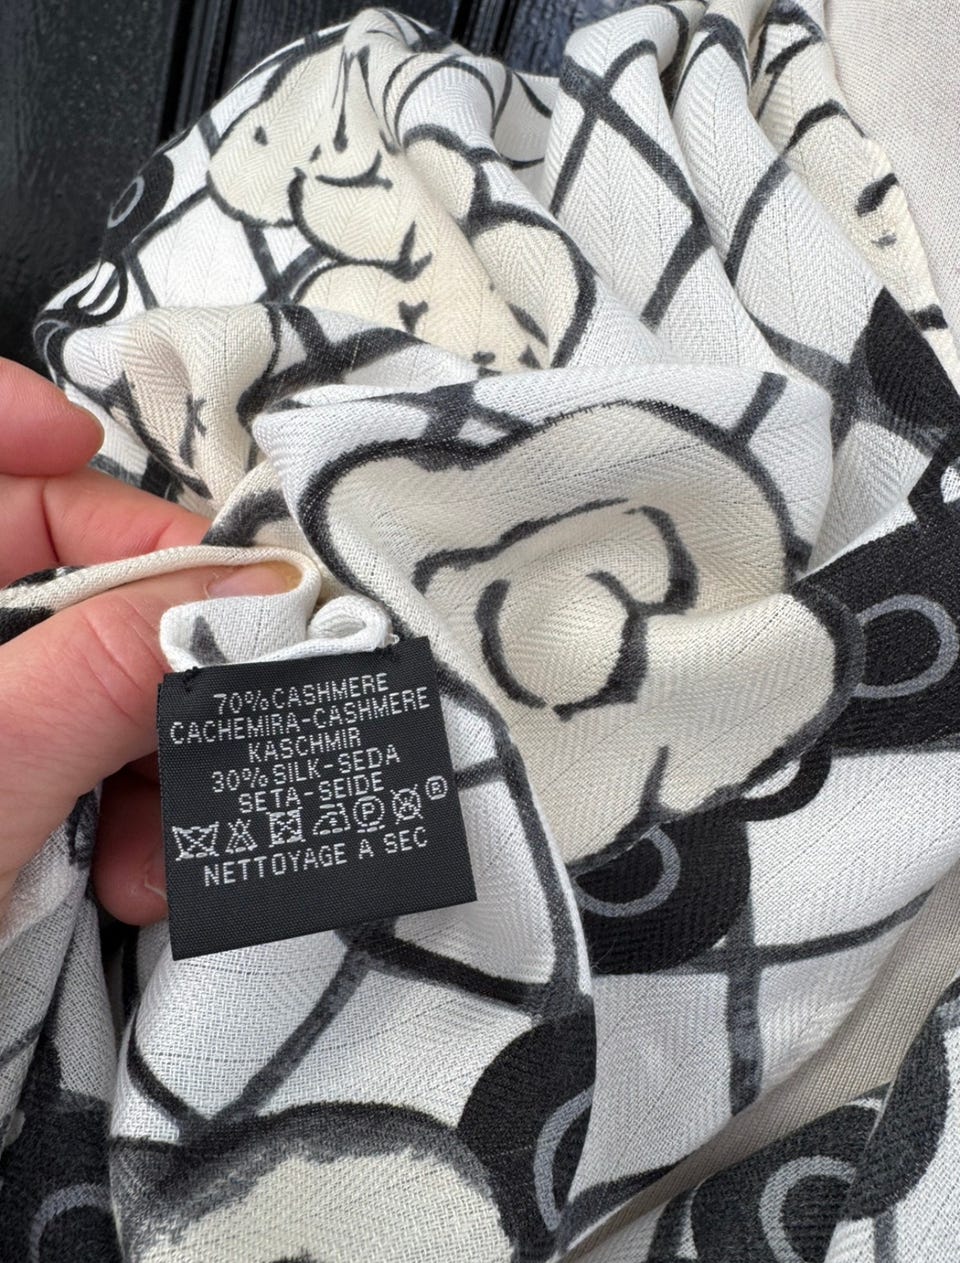 70% CASHMERE
CACHEMIRA-CASHMERE
KASCHMIR
30% SILK-SEDA
SETA-SEIDE
P ®
NETTOYAGE A SEC